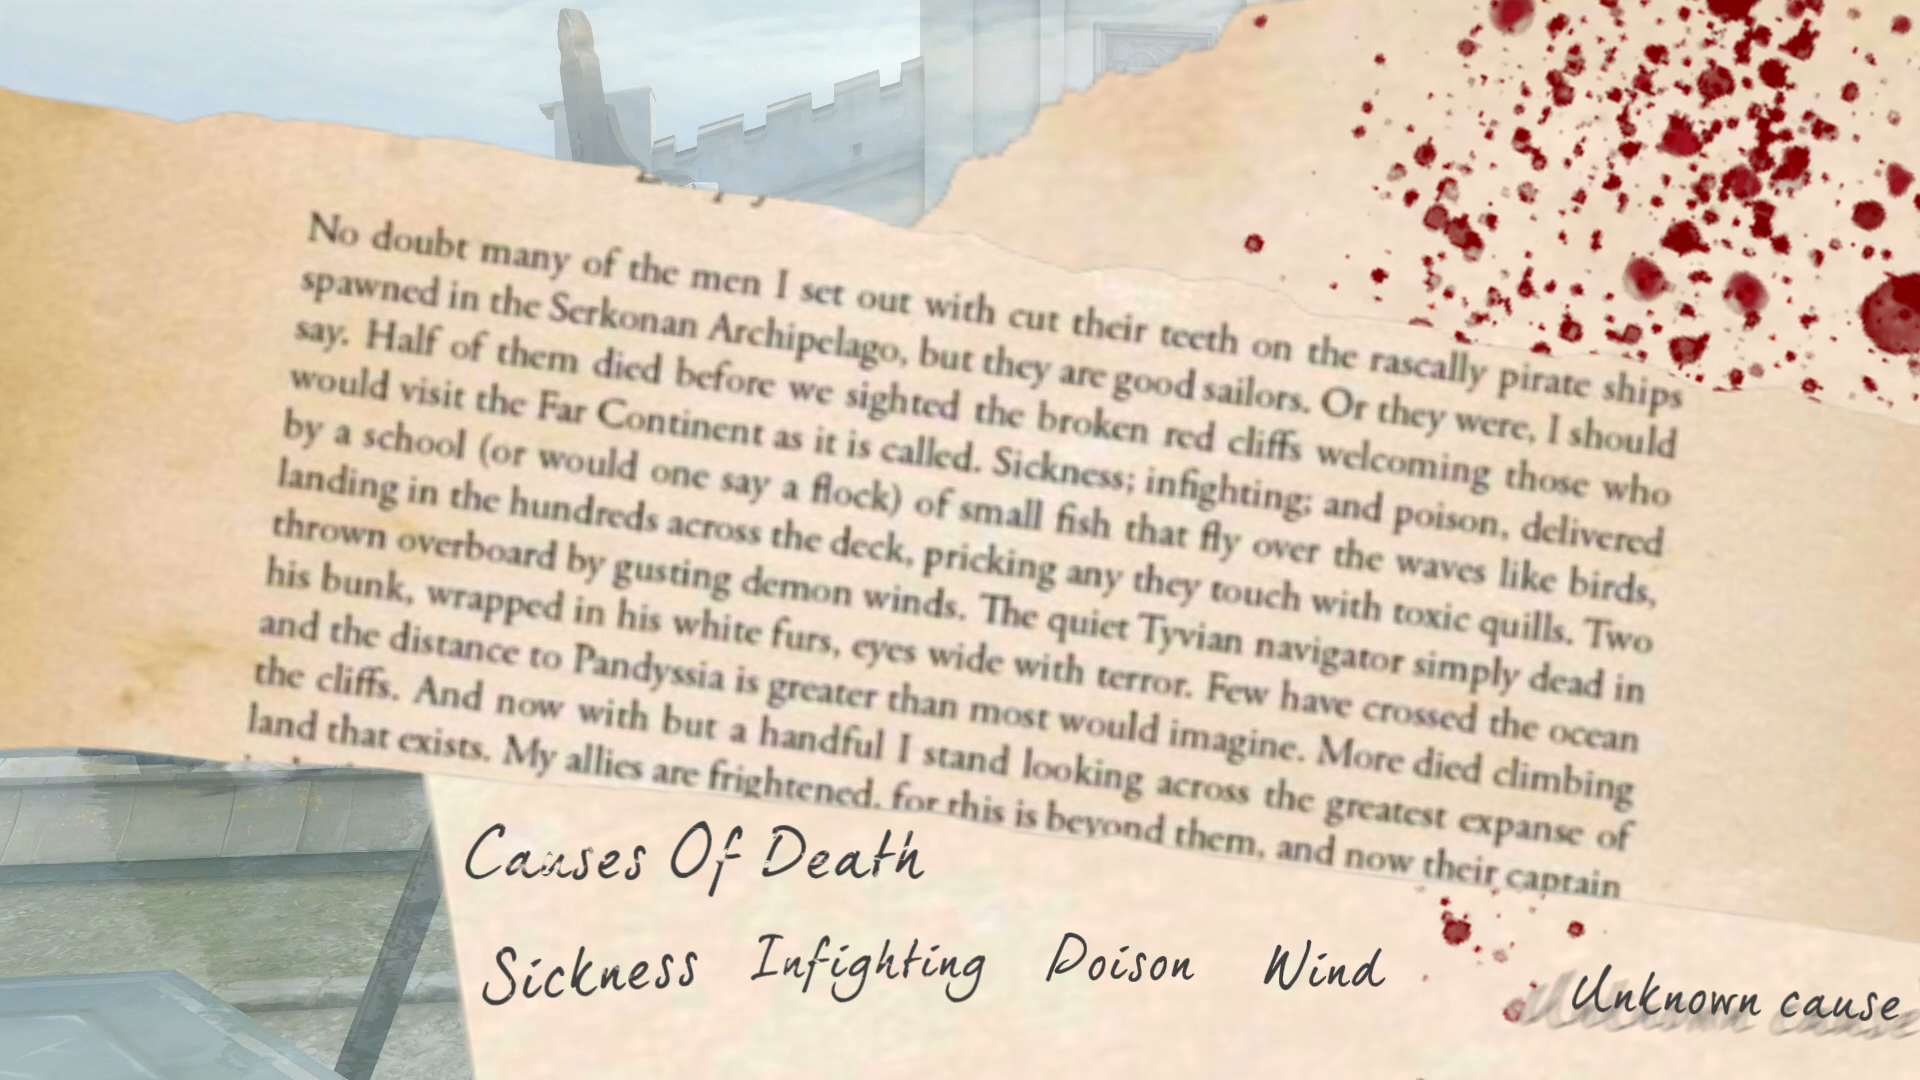 No doubt many of the men I set out with cut their teeth on the rascally pirate ships
spawned in the Serkonan Archipelago, but they are good sailors. Or they were, I should
say. Half of them died before we sighted the broken red cliffs welcoming those who
would visit the Far Continent as it is called. Sickness; infighting; and poison, delivered
by a school (or would one say a flock) of small fish that fly over the waves like birds,
landing in the hundreds across the deck, pricking any they touch with toxic quills. Two
thrown overboard by gusting demon winds. The quiet Tyvian navigator simply dead in
his bunk, wrapped in his white furs, eyes wide with terror. Few have crossed the ocean
and the distance to Pandyssia is greater than most would imagine. More died climbing
the cliffs. And now with but a handful I stand looking across the greatest expanse of
land that exists. My allies are frightened, for this is beyond them, and now their captain
Causes Of Death
Sickness Infighting Poison Wind Unknown cause